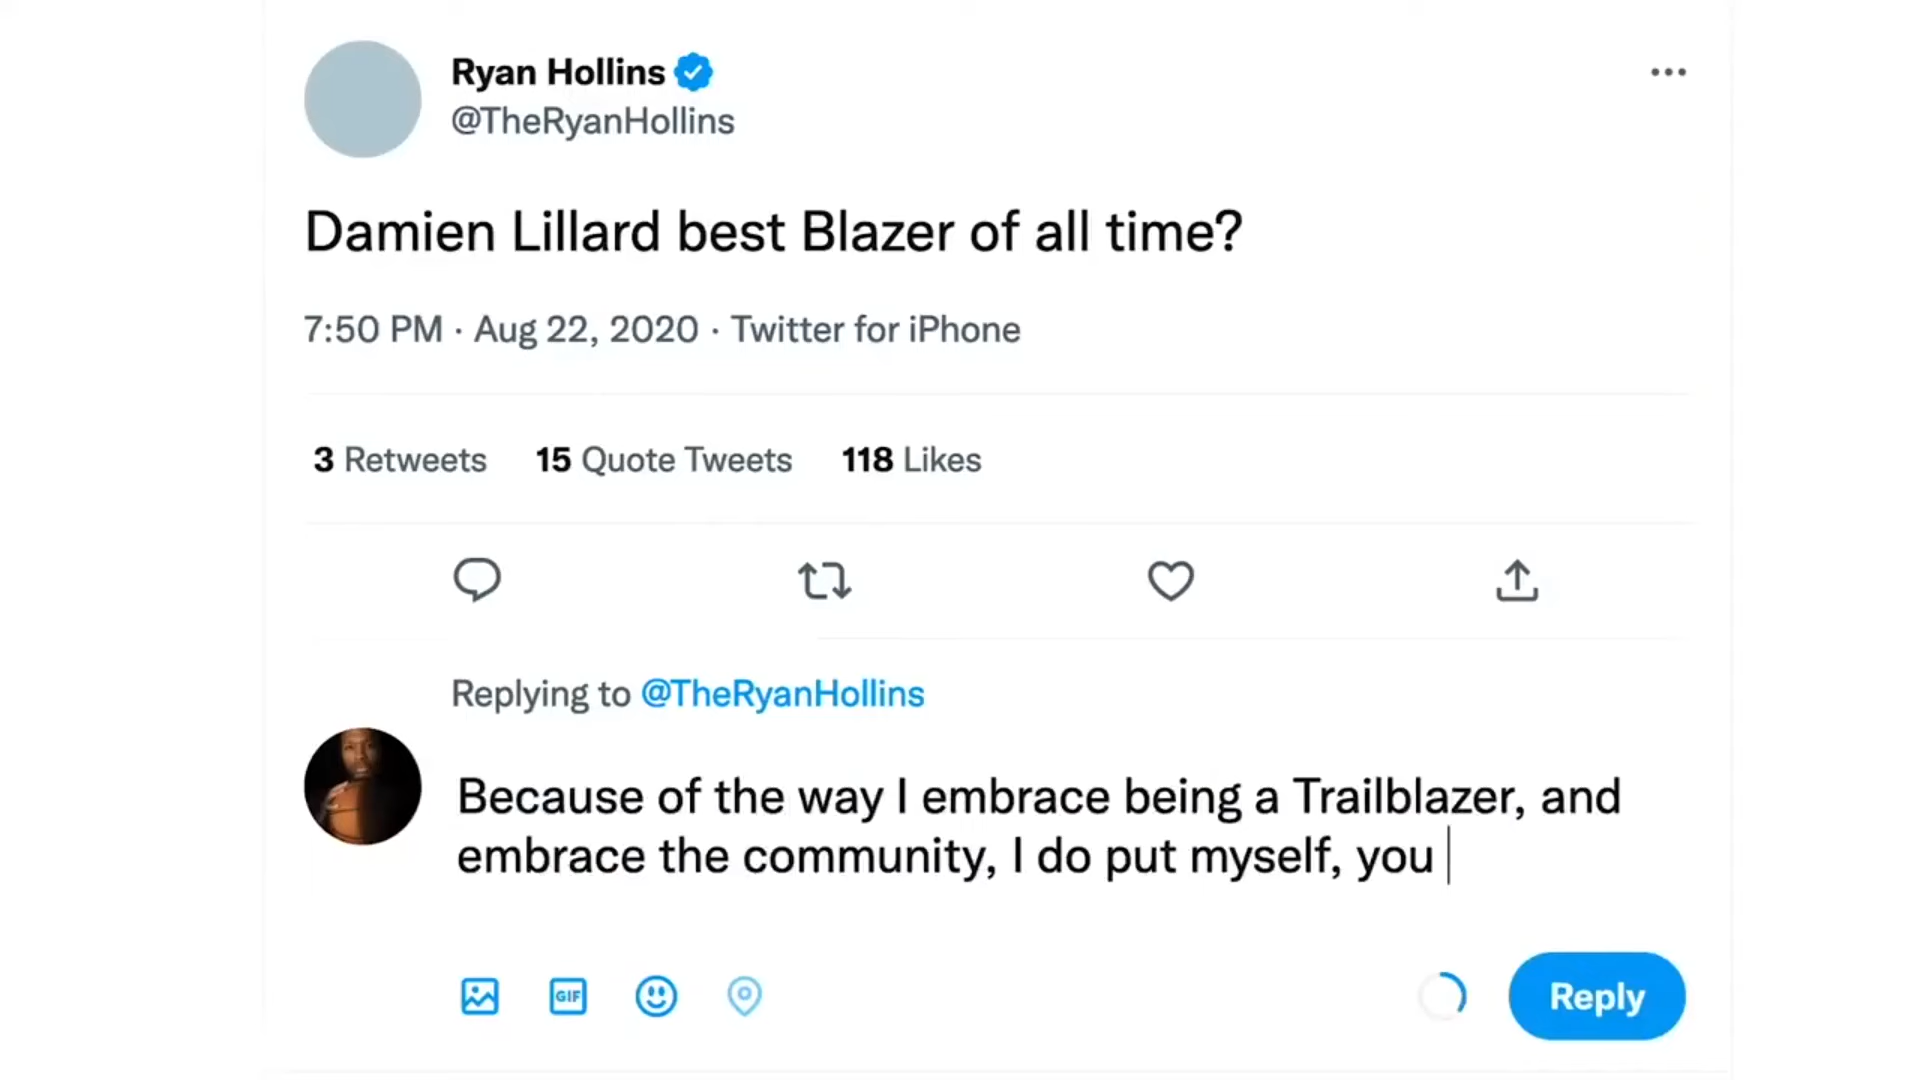 Ryan Hollins
@TheRyanHollins
Damien Lillard best Blazer of all time?
7:50 PM · Aug 22, 2020 · Twitter for iPhone
3 Retweets 15 Quote Tweets 118 Likes
Replying to @TheRyanHollins
Because of the way I embrace being a Trailblazer, and
embrace the community, I do put myself, you
GIF
Reply